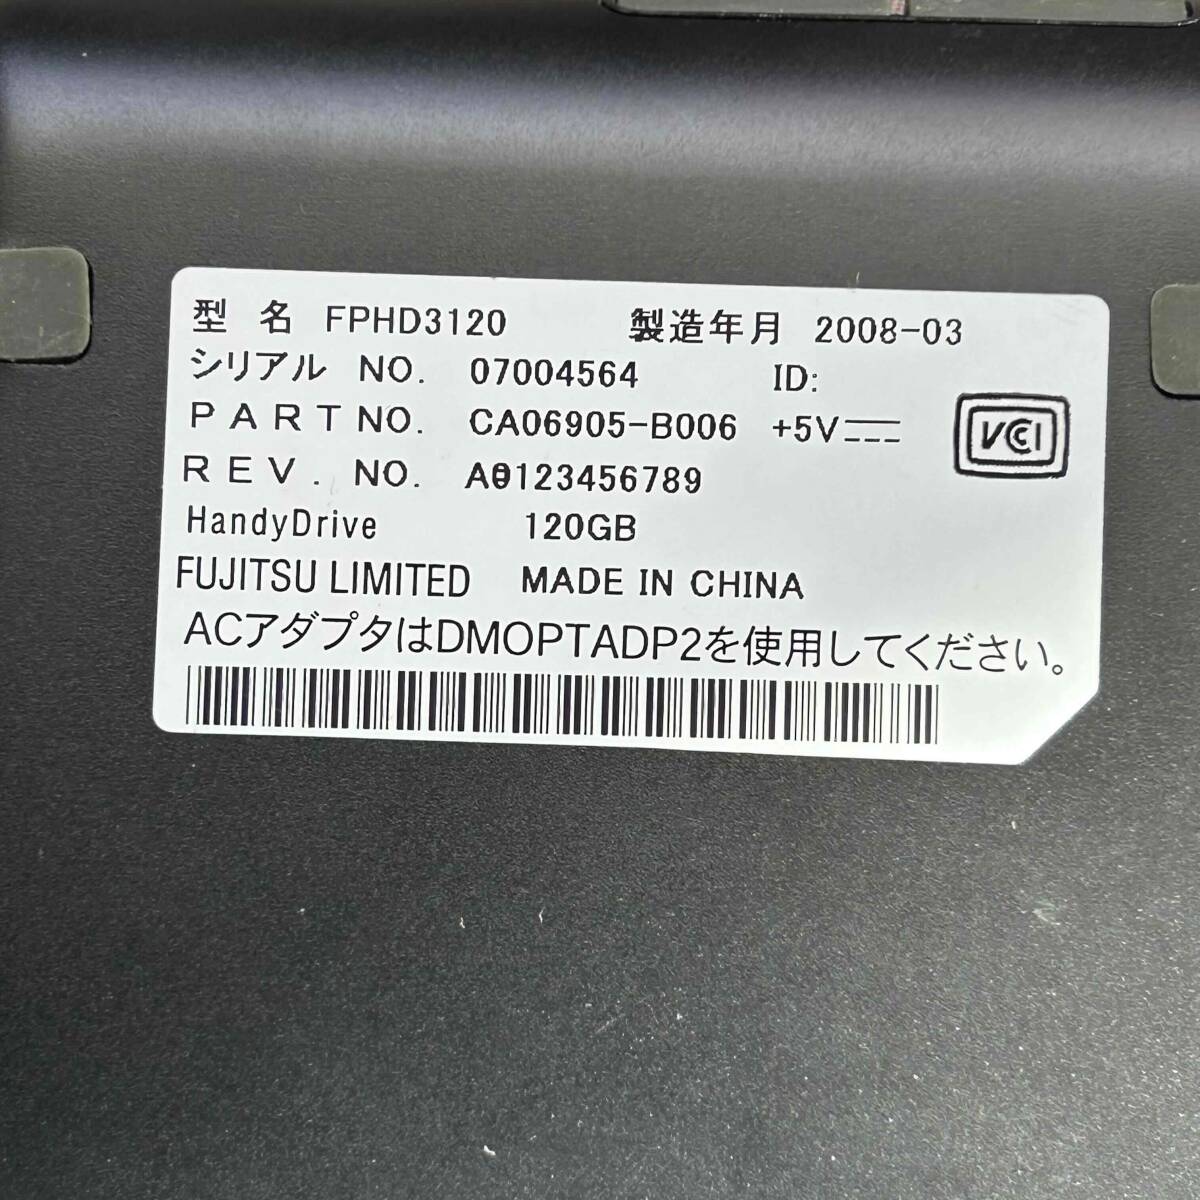 型 名 FPHD3120 製造年月 2008-03
シリアル NO. 07004564 ID:
PART NO. CA06905-B006 +5V
REV. NO. A0123456789
HandyDrive 120GB
VCCI
FUJITSU LIMITED MADE IN CHINA
ACアダプタはDMOPTADP2を使用してください。